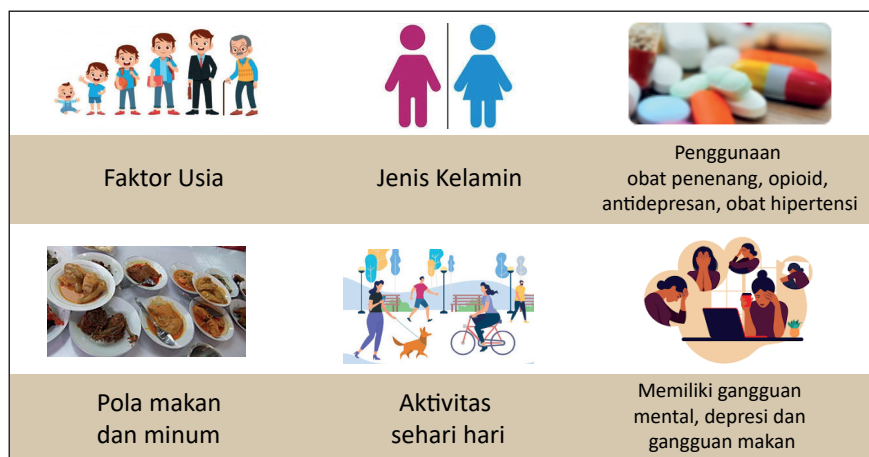 Faktor Usia
Jenis Kelamin
Penggunaan
obat penenang, opioid,
antidepresan, obat hipertensi
Pola makan
dan minum
Aktivitas
sehari hari
Memiliki gangguan
mental, depresi dan
gangguan makan